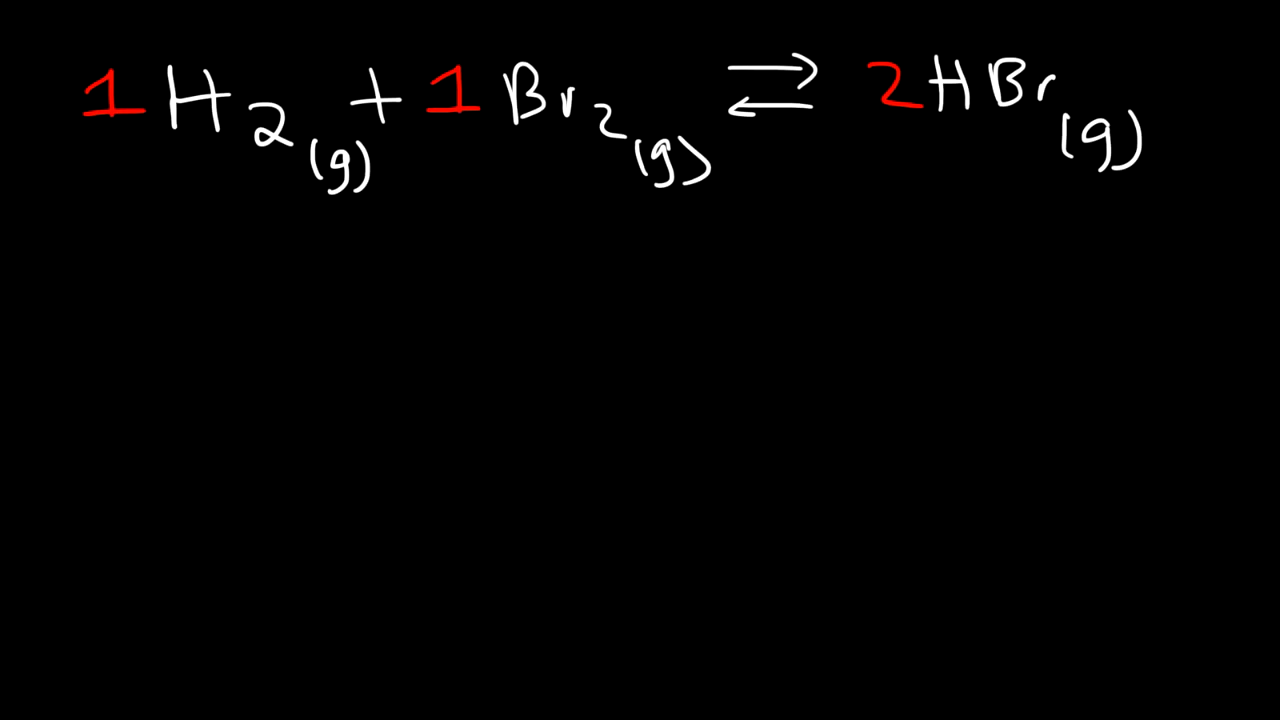 1 H₂(g) + 1 Br₂(g) ⇄ 2 HBr(g)